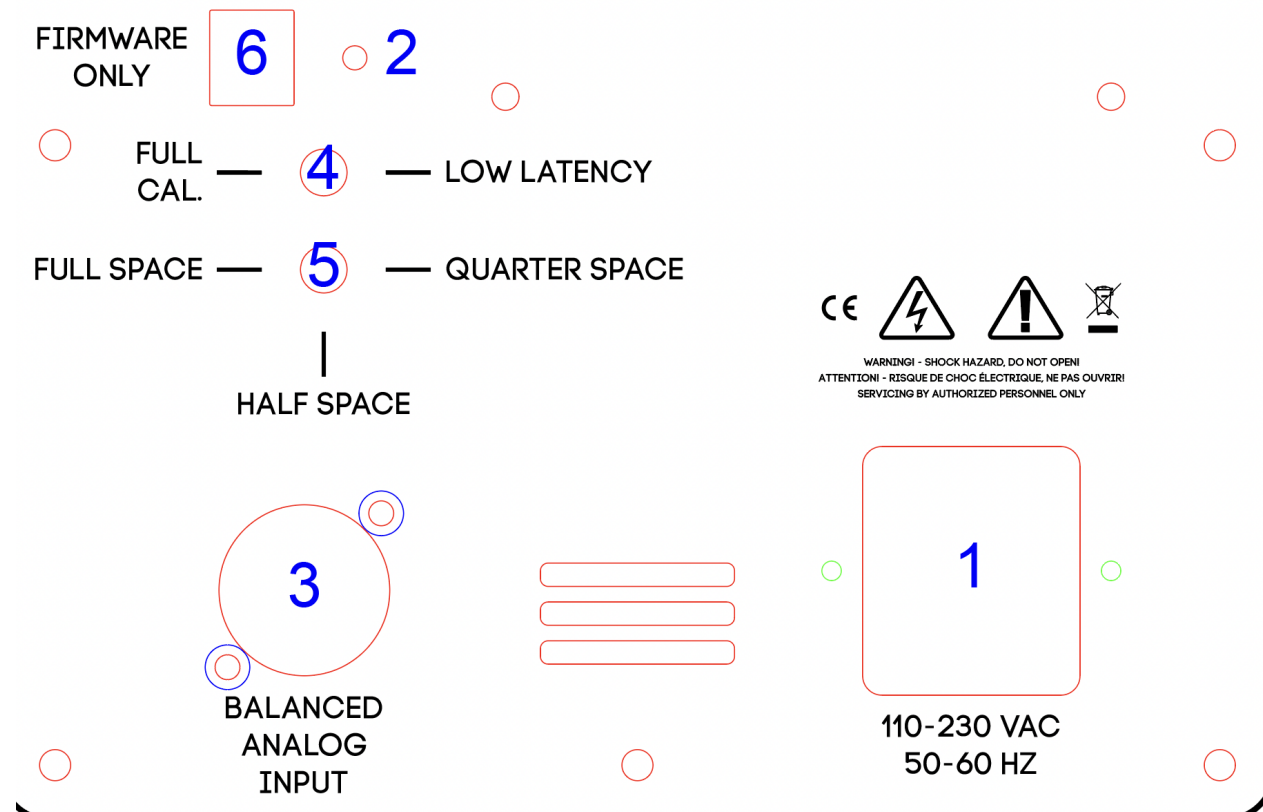 FIRMWARE
ONLY
6
2
FULL
CAL.
4
LOW LATENCY
FULL SPACE
5
QUARTER SPACE
HALF SPACE
CE
WARNING! - SHOCK HAZARD, DO NOT OPEN!
ATTENTION! - RISQUE DE CHOC ÉLECTRIQUE, NE PAS OUVRIR!
SERVICING BY AUTHORIZED PERSONNEL ONLY
3
1
BALANCED
ANALOG
INPUT
110-230 VAC
50-60 HZ